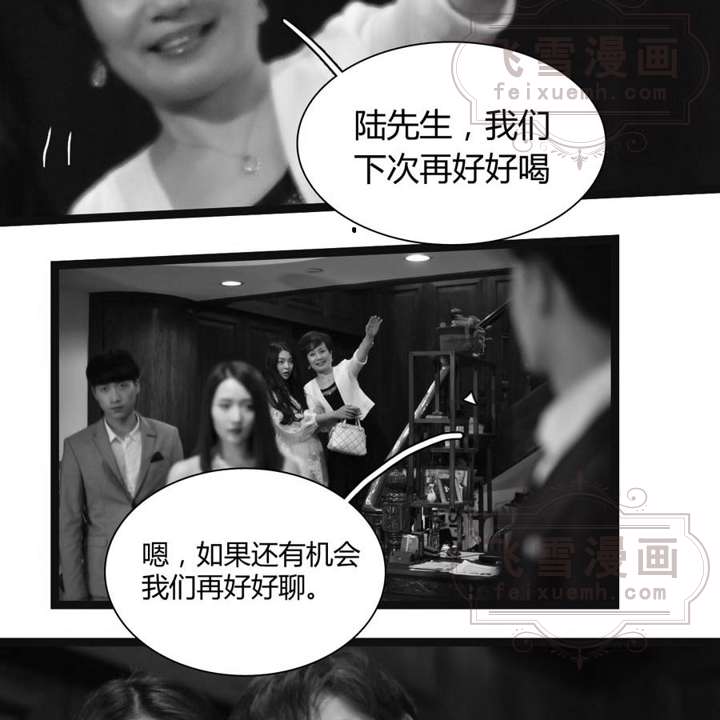 飞雪漫画
feixuemh.com
陆先生，我们
下次再好好喝
嗯，如果还有机会
我们再好好聊。
飞雪漫画
feixuemh.com